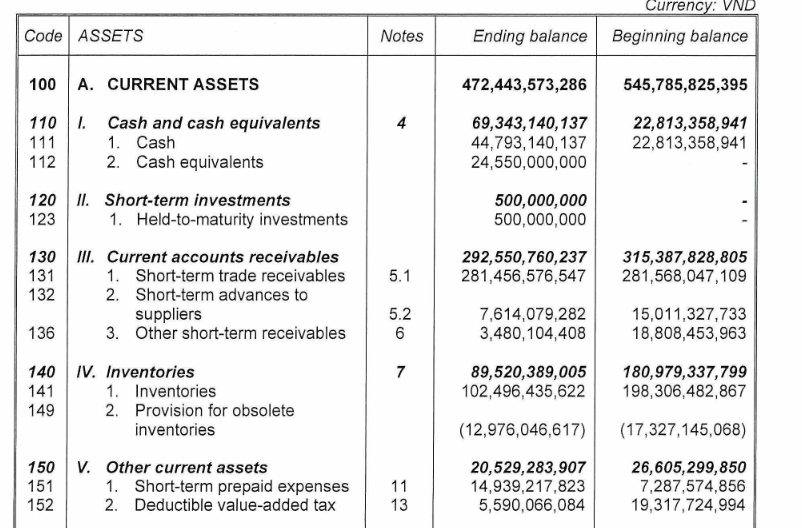 Currency: VND
Code ASSETS Notes Ending balance Beginning balance
100 A. CURRENT ASSETS 472,443,573,286 545,785,825,395
110 I. Cash and cash equivalents 4 69,343,140,137 22,813,358,941
111 1. Cash 44,793,140,137 22,813,358,941
112 2. Cash equivalents 24,550,000,000 -
120 II. Short-term investments 500,000,000 -
123 1. Held-to-maturity investments 500,000,000 -
130 III. Current accounts receivables 292,550,760,237 315,387,828,805
131 1. Short-term trade receivables 5.1 281,456,576,547 281,568,047,109
132 2. Short-term advances to
suppliers 5.2 7,614,079,282 15,011,327,733
136 3. Other short-term receivables 6 3,480,104,408 18,808,453,963
140 IV. Inventories 7 89,520,389,005 180,979,337,799
141 1. Inventories 102,496,435,622 198,306,482,867
149 2. Provision for obsolete
inventories (12,976,046,617) (17,327,145,068)
150 V. Other current assets 20,529,283,907 26,605,299,850
151 1. Short-term prepaid expenses 11 14,939,217,823 7,287,574,856
152 2. Deductible value-added tax 13 5,590,066,084 19,317,724,994